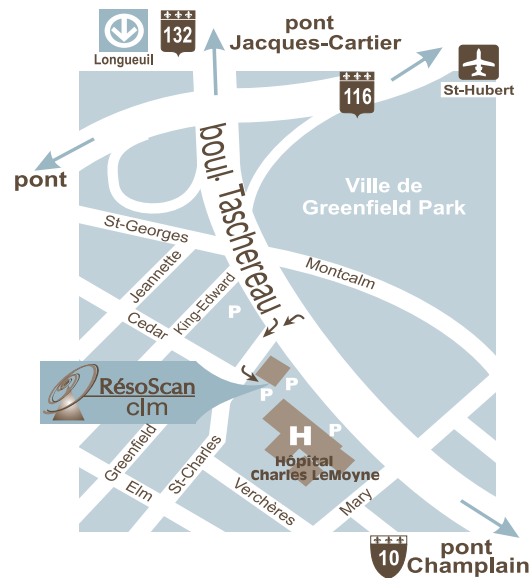 Longueuil
132
pont
Jacques-Cartier
116
St-Hubert
pont
boul. Taschereau
Ville de
Greenfield Park
St-Georges
Montcalm
Jeannette
King-Edward
P
Cedar
RésoScan
clm
P
P
P
H
Hôpital
Charles LeMoyne
Greenfield
St-Charles
Elm
Verchères
Mary
10
pont
Champlain